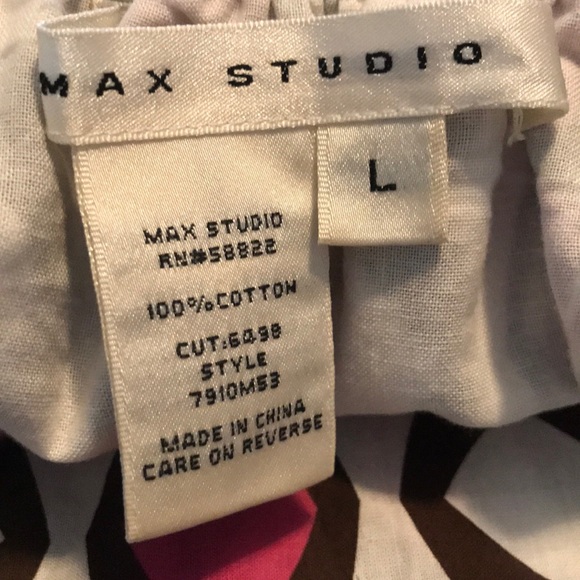 MAX STUDIO
L
MAX STUDIO
RN#58822
100%COTTON
CUT:6498
STYLE
7910M53
MADE IN CHINA
CARE ON REVERSE